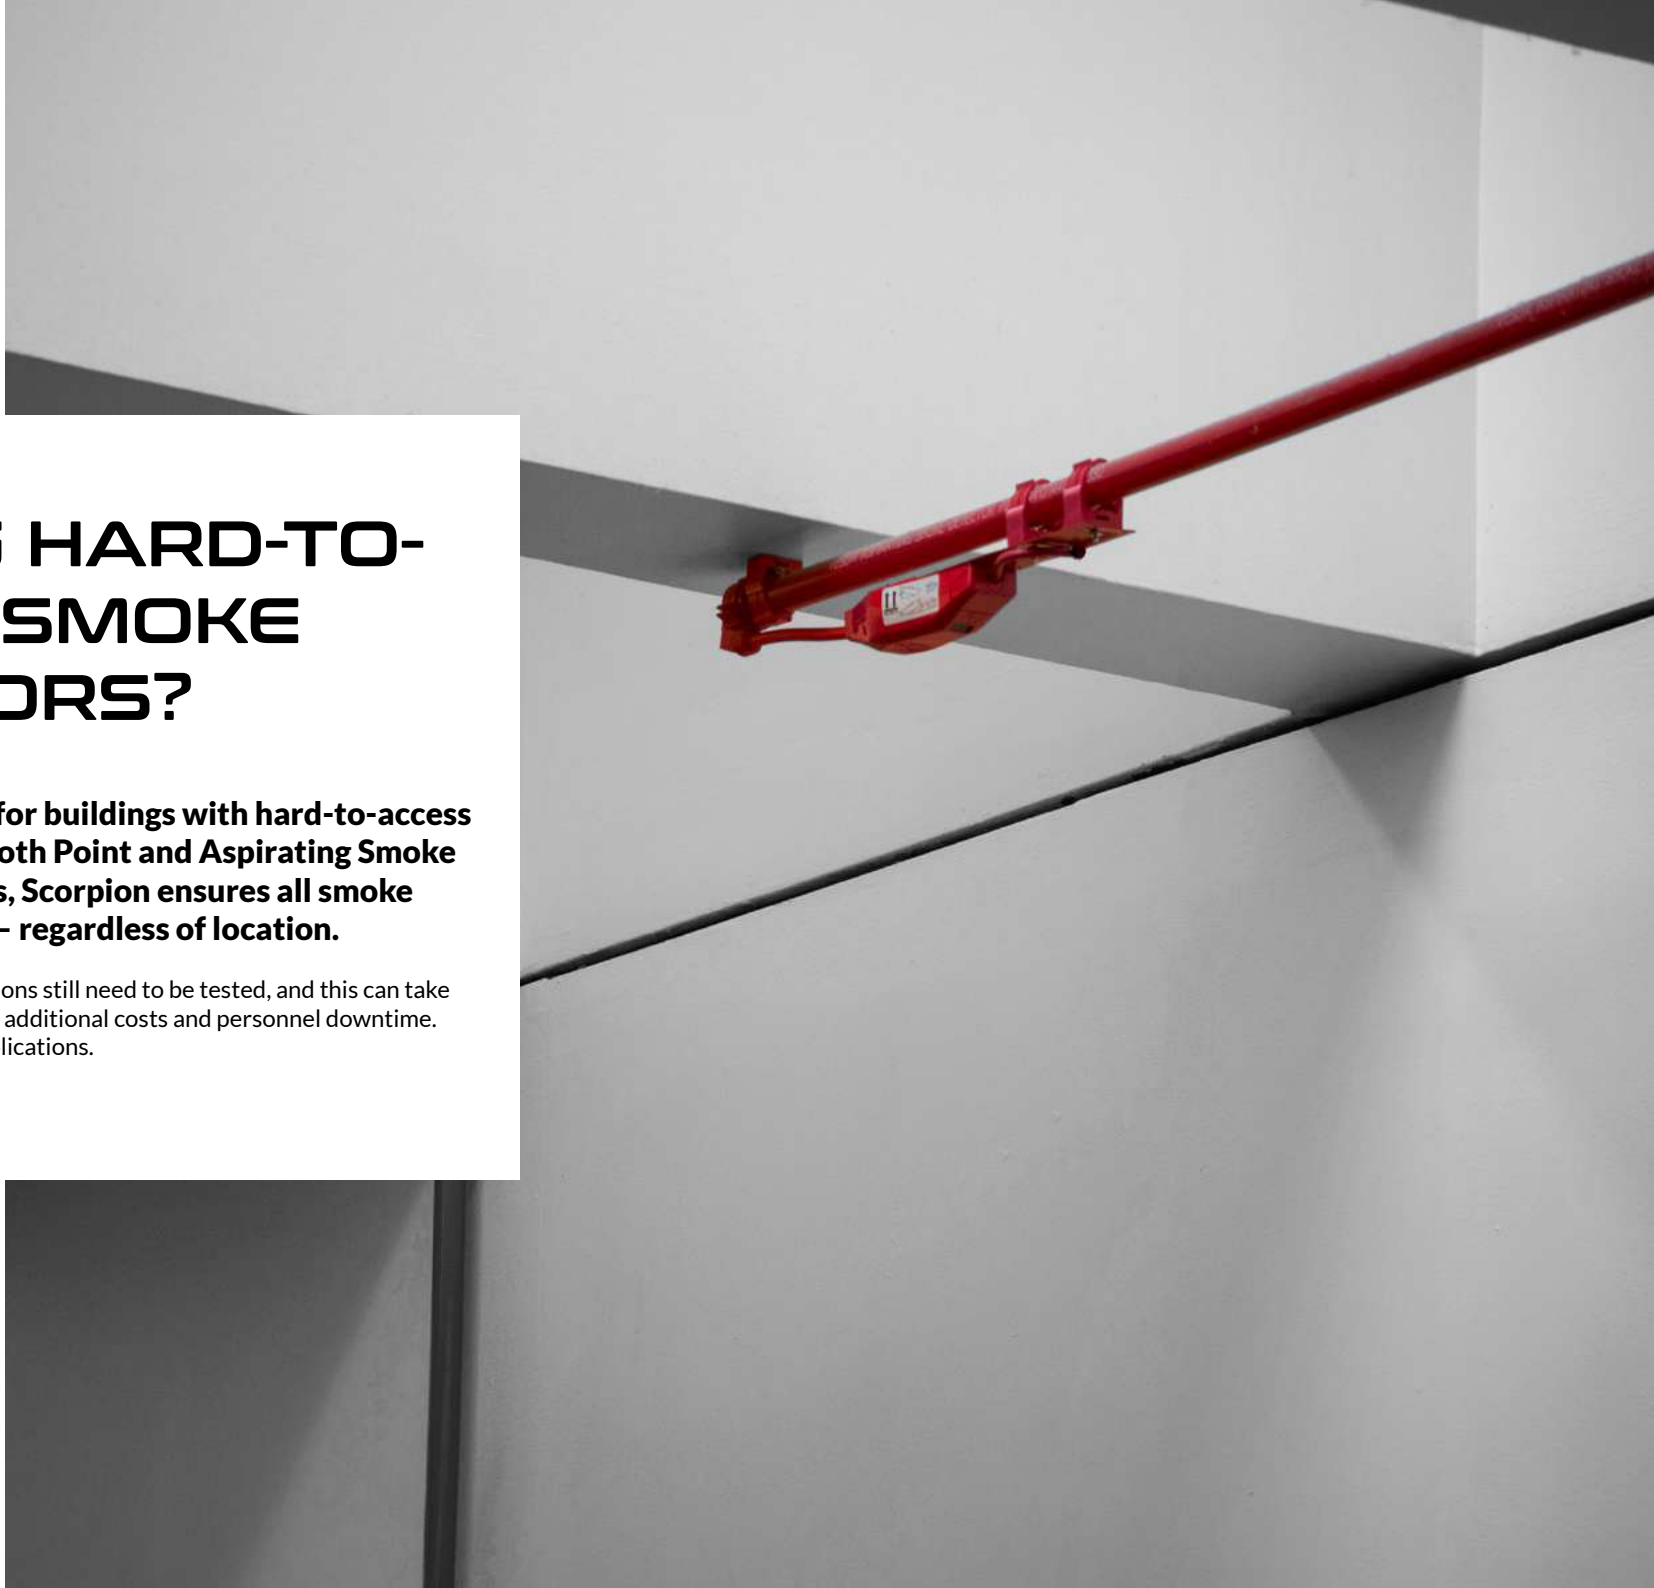 HARD-TO-
SMOKE
ORS?
for buildings with hard-to-access
oth Point and Aspirating Smoke
s, Scorpion ensures all smoke
– regardless of location.
ons still need to be tested, and this can take
additional costs and personnel downtime.
lications.